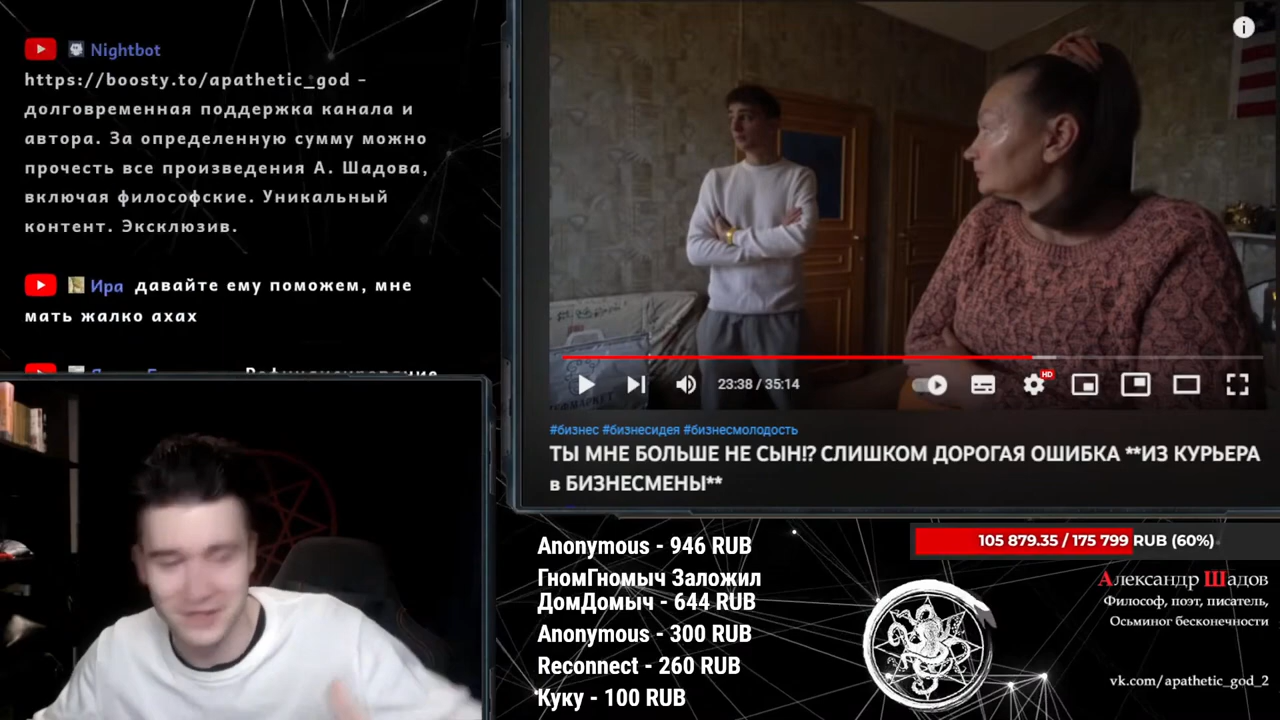 Nightbot
https://boosty.to/apathetic_god -
долговременная поддержка канала и
автора. За определенную сумму можно
прочесть все произведения А. Шадова,
включая философские. Уникальный
контент. Эксклюзив.
Ира давайте ему поможем, мне
мать жалко ахах
23:38 / 35:14
HD
#бизнес #бизнесидея #бизнесмолодость
ТЫ МНЕ БОЛЬШЕ НЕ СЫН!? СЛИШКОМ ДОРОГАЯ ОШИБКА **ИЗ КУРЬЕРА
в БИЗНЕСМЕНЫ**
Anonymous - 946 RUB
ГномГномыч Заложил
ДомДомыч - 644 RUB
Anonymous - 300 RUB
Reconnect - 260 RUB
Куку - 100 RUB
105 879.35 / 175 799 RUB (60%)
Александр Шадов
Философ, поэт, писатель,
Осьминог бесконечности
vk.com/apathetic_god_2